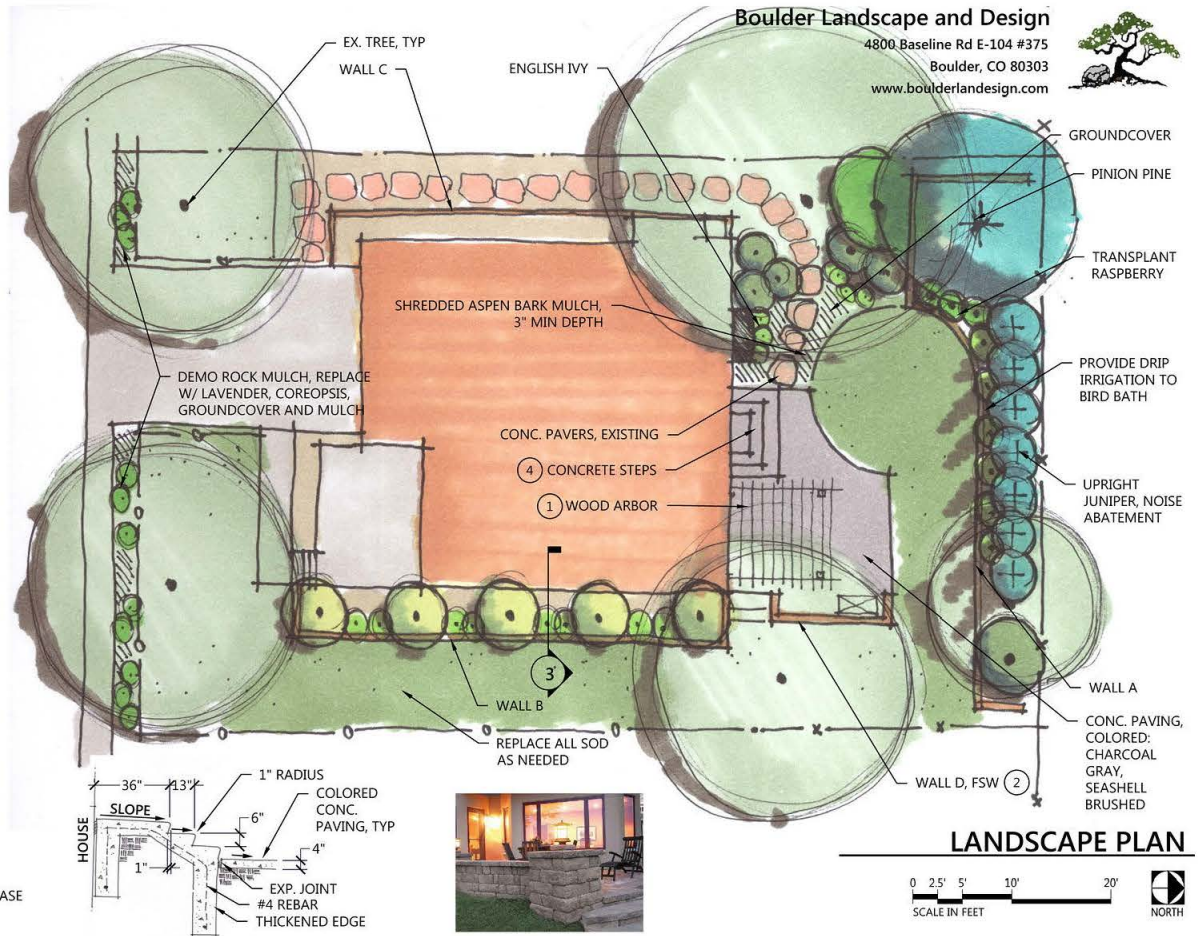 Boulder Landscape and Design
4800 Baseline Rd E-104 #375
Boulder, CO 80303
www.boulderlandesign.com
EX. TREE, TYP
WALL C
ENGLISH IVY
GROUNDCOVER
PINION PINE
TRANSPLANT
RASPBERRY
SHREDDED ASPEN BARK MULCH,
3" MIN DEPTH
DEMO ROCK MULCH, REPLACE
W/ LAVENDER, COREOPSIS,
GROUNDCOVER AND MULCH
PROVIDE DRIP
IRRIGATION TO
BIRD BATH
CONC. PAVERS, EXISTING
4 CONCRETE STEPS
1 WOOD ARBOR
UPRIGHT
JUNIPER, NOISE
ABATEMENT
3
WALL B
WALL A
REPLACE ALL SOD
AS NEEDED
CONC. PAVING,
COLORED:
CHARCOAL
GRAY,
SEASHELL
BRUSHED
WALL D, FSW 2
36"
13"
1" RADIUS
SLOPE
COLORED
CONC.
PAVING, TYP
6"
HOUSE
4"
1"
EXP. JOINT
#4 REBAR
THICKENED EDGE
ASE
LANDSCAPE PLAN
0 2.5' 5' 10' 20'
SCALE IN FEET
NORTH